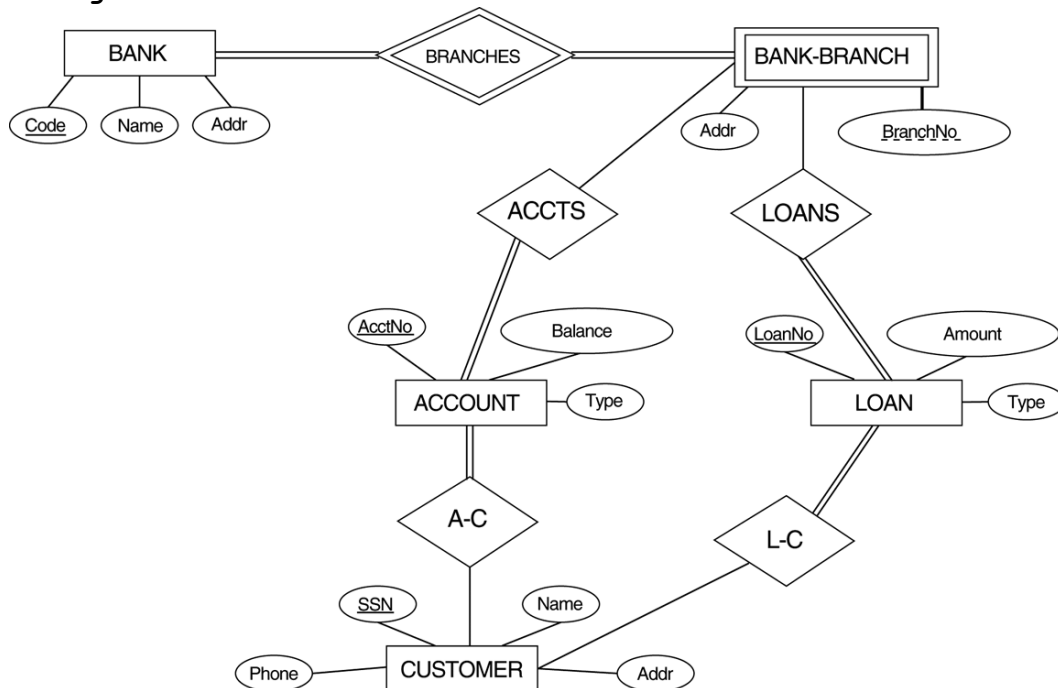 BANK
BRANCHES
BANK-BRANCH
Code
Name
Addr
Addr
BranchNo
ACCTS
LOANS
AcctNo
Balance
LoanNo
Amount
ACCOUNT
Type
LOAN
Type
A-C
L-C
SSN
Name
Phone
CUSTOMER
Addr